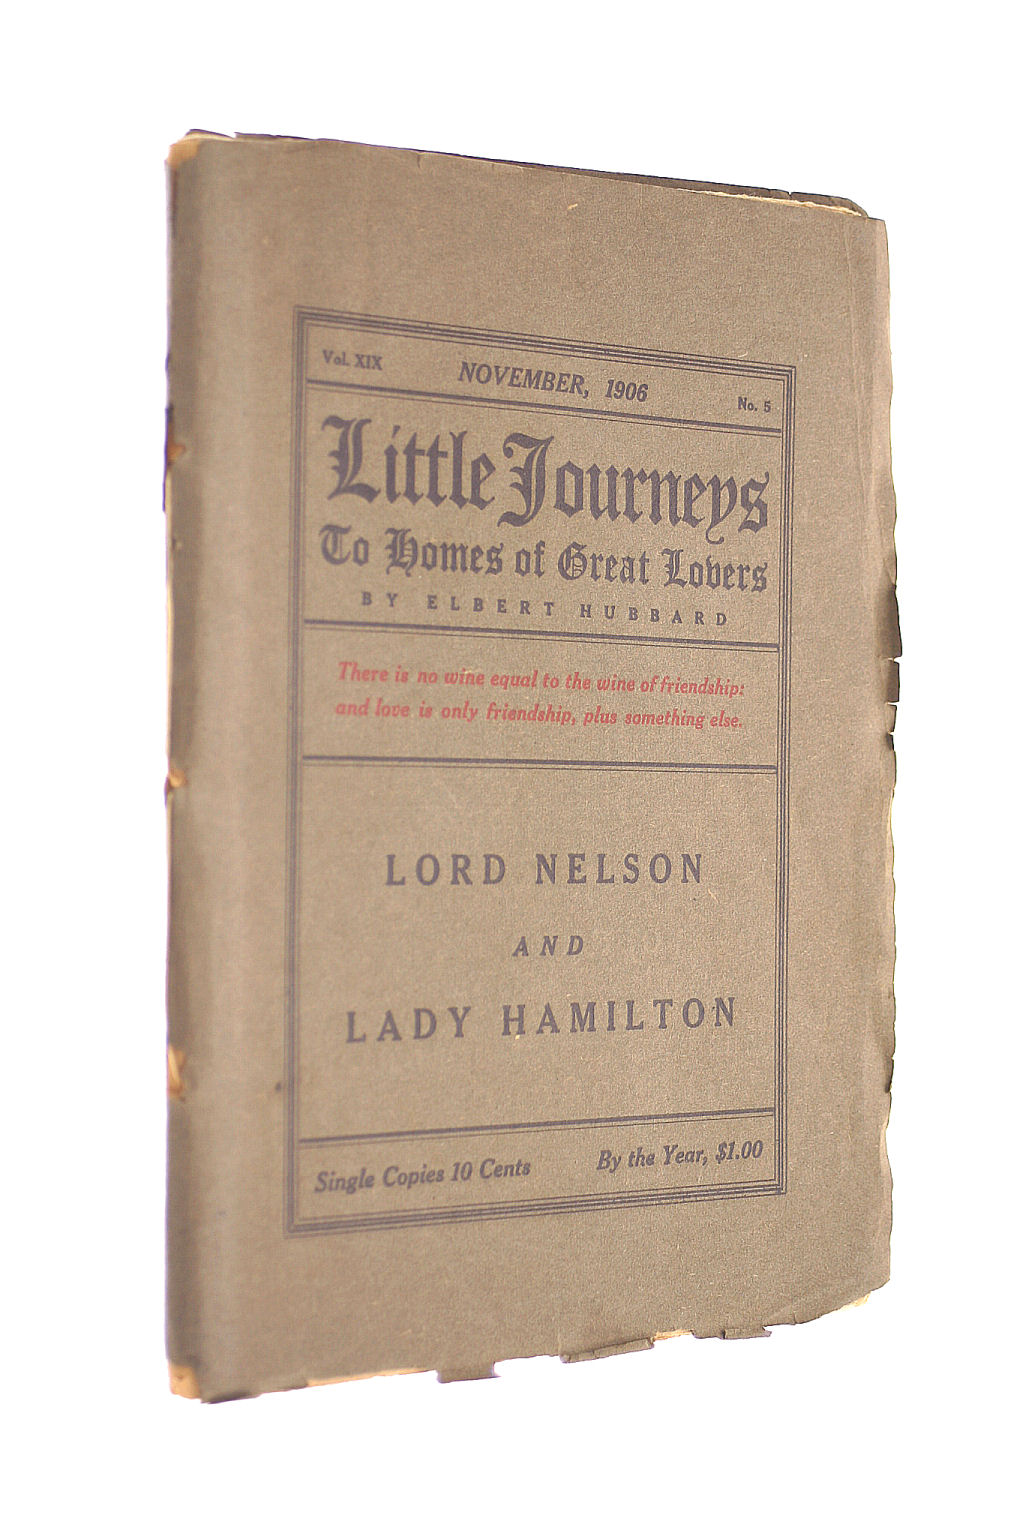 Vol. XIX NOVEMBER, 1906 No. 5
Little Journeys
To Homes of Great Lovers
BY ELBERT HUBBARD
There is no wine equal to the wine of friendship:
and love is only friendship, plus something else.
LORD NELSON
AND
LADY HAMILTON
Single Copies 10 Cents By the Year, $1.00